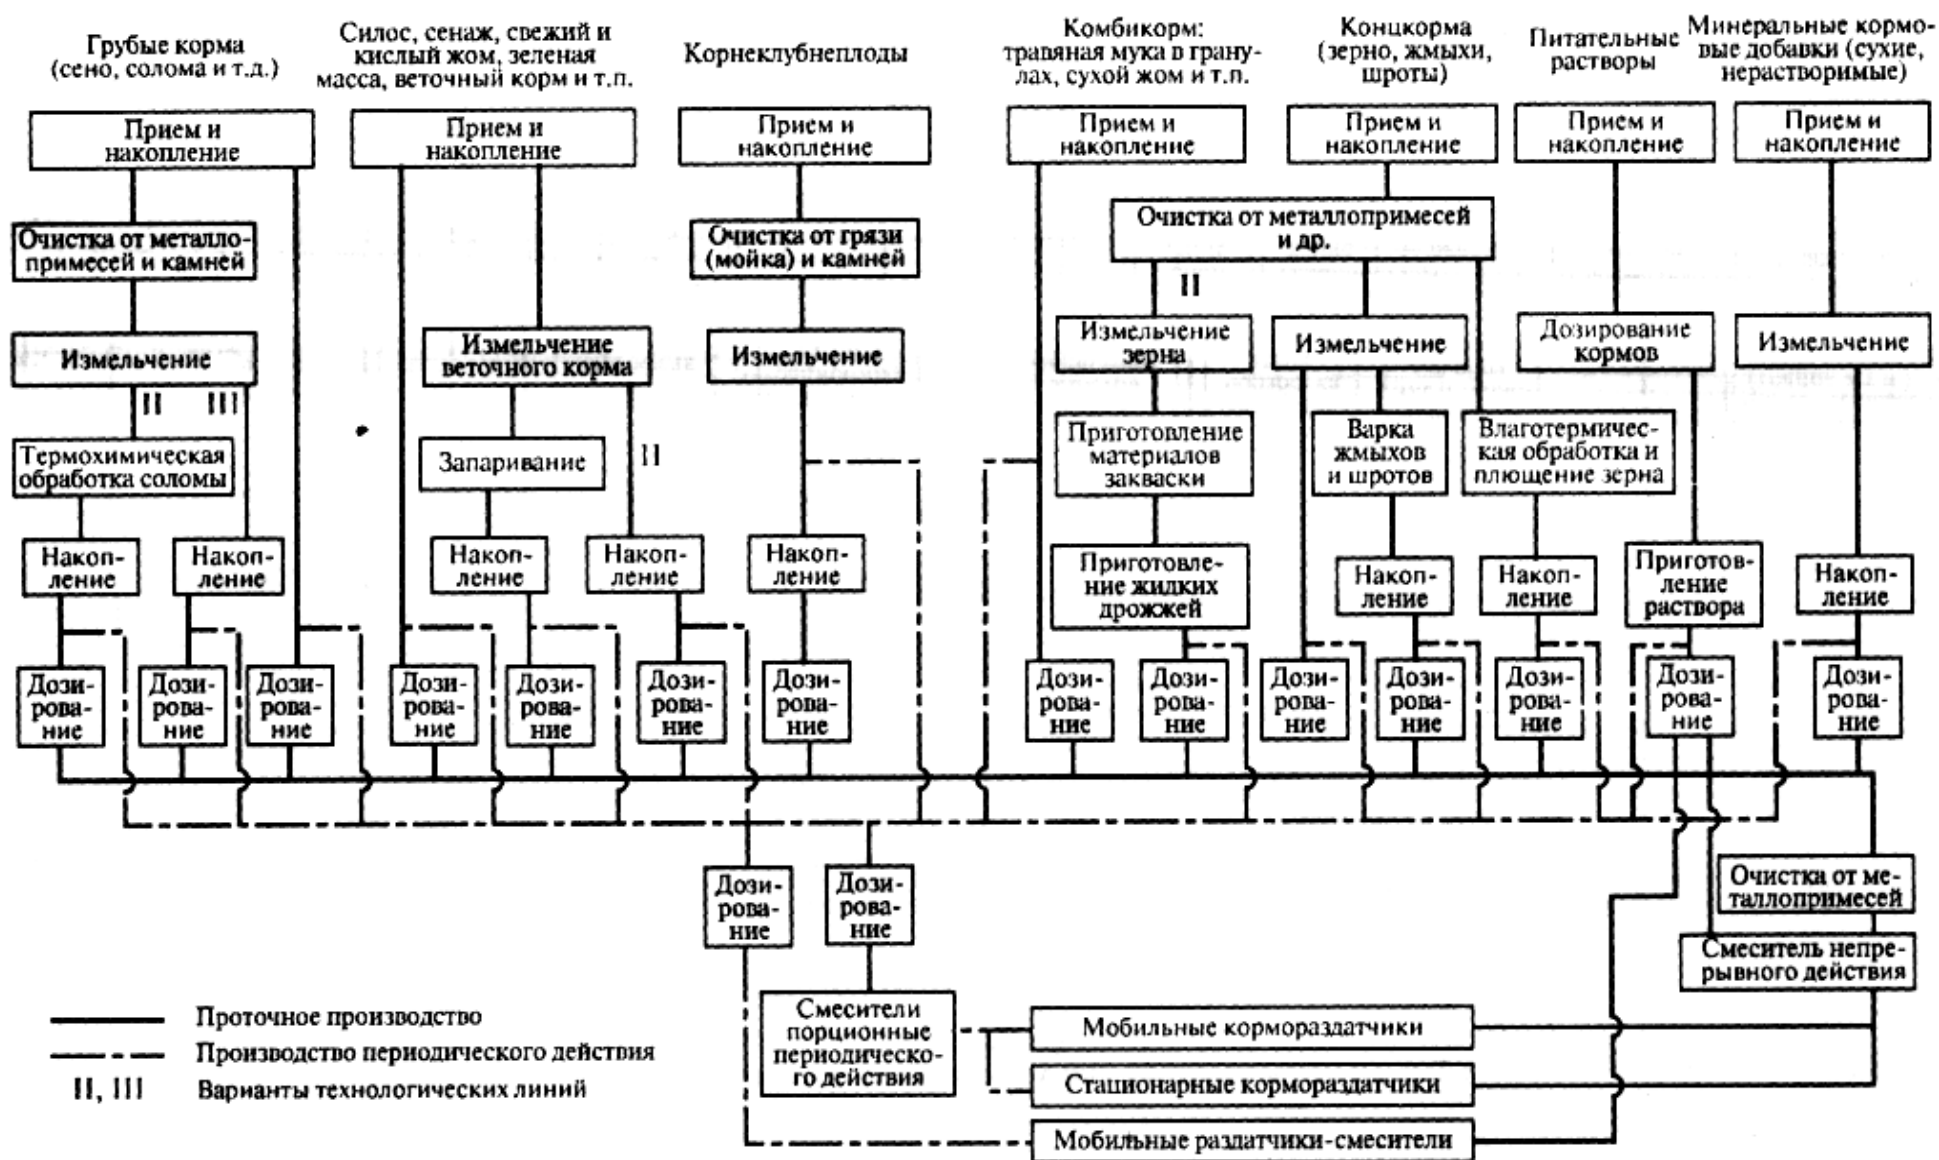 Грубые корма
(сено, солома и т.д.)
Силос, сенаж, свежий и
кислый жом, зеленая
масса, веточный корм и т.п.
Корнеклубнеплоды
Комбикорм:
травяная мука в грану-
лах, сухой жом и т.п.
Концкорма
(зерно, жмыхи,
шроты)
Питательные
растворы
Минеральные кормо-
вые добавки (сухие,
нерастворимые)
Прием и
накопление
Прием и
накопление
Прием и
накопление
Прием и
накопление
Прием и
накопление
Прием и
накопление
Прием и
накопление
Очистка от металло-
примесей и камней
Очистка от грязи
(мойка) и камней
Очистка от металлопримесей
и др.
II
Измельчение
Измельчение
веточного корма
Измельчение
Измельчение
зерна
Измельчение
Дозирование
кормов
Измельчение
II
III
Термохимическая
обработка соломы
Запаривание
II
Приготовление
материалов
закваски
Варка
жмыхов
и шротов
Влаготермичес-
кая обработка и
плющение зерна
Накоп-
ление
Накоп-
ление
Накоп-
ление
Накоп-
ление
Накоп-
ление
Приготовле-
ние жидких
дрожжей
Накоп-
ление
Накоп-
ление
Приготов-
ление
раствора
Накоп-
ление
Дози-
рова-
ние
Дози-
рова-
ние
Дози-
рова-
ние
Дози-
рова-
ние
Дози-
рова-
ние
Дози-
рова-
ние
Дози-
рова-
ние
Дози-
рова-
ние
Дози-
рова-
ние
Дози-
рова-
ние
Дози-
рова-
ние
Дози-
рова-
ние
Дози-
рова-
ние
Дози-
рова-
ние
Дози-
рова-
ние
Дози-
рова-
ние
Очистка от ме-
таллопримесей
Смеситель непре-
рывного действия
Смесители
порционные
периодическо-
го действия
Мобильные кормораздатчики
Стационарные кормораздатчики
Мобильные раздатчики-смесители
Проточное производство
Производство периодического действия
II, III Варианты технологических линий